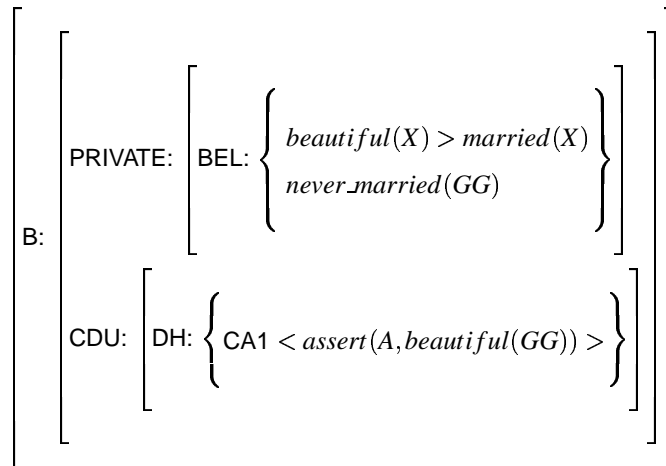 beautiful(X) > married(X)
PRIVATE: BEL:
never_married(GG)
B:
CDU: DH: CA1 < assert(A,beautiful(GG)) >